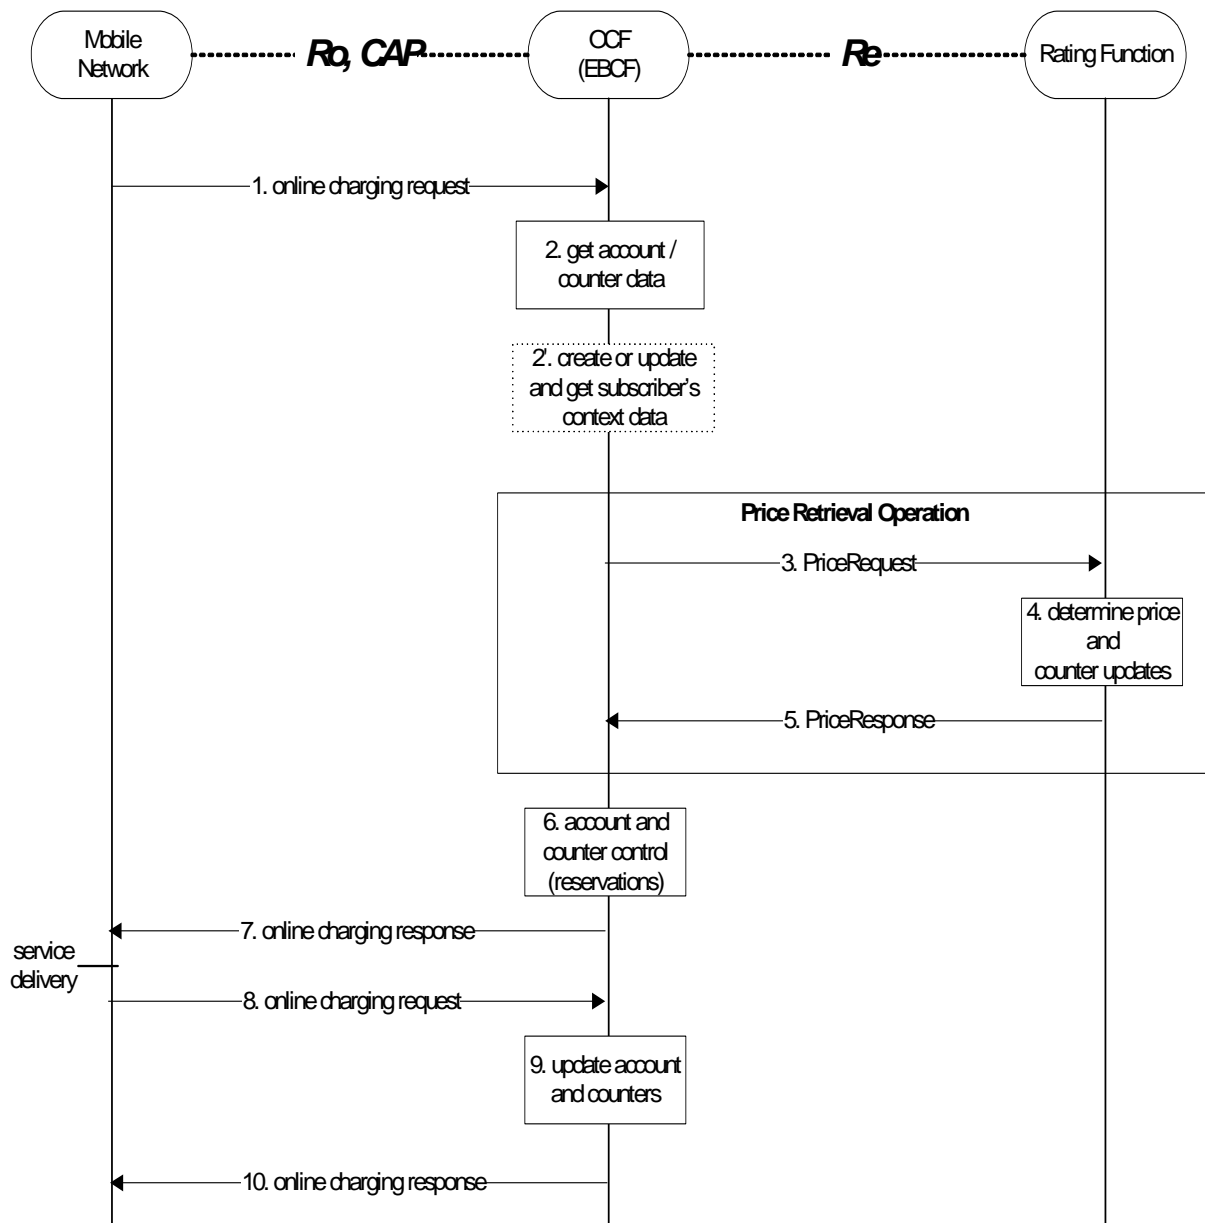 Mobile
Network
Ro, CAP
OCF
(EBCF)
Re
Rating Function
1. online charging request
2. get account /
counter data
2'. create or update
and get subscriber's
context data
Price Retrieval Operation
3. PriceRequest
4. determine price
and
counter updates
5. PriceResponse
6. account and
counter control
(reservations)
7. online charging response
service
delivery
8. online charging request
9. update account
and counters
10. online charging response